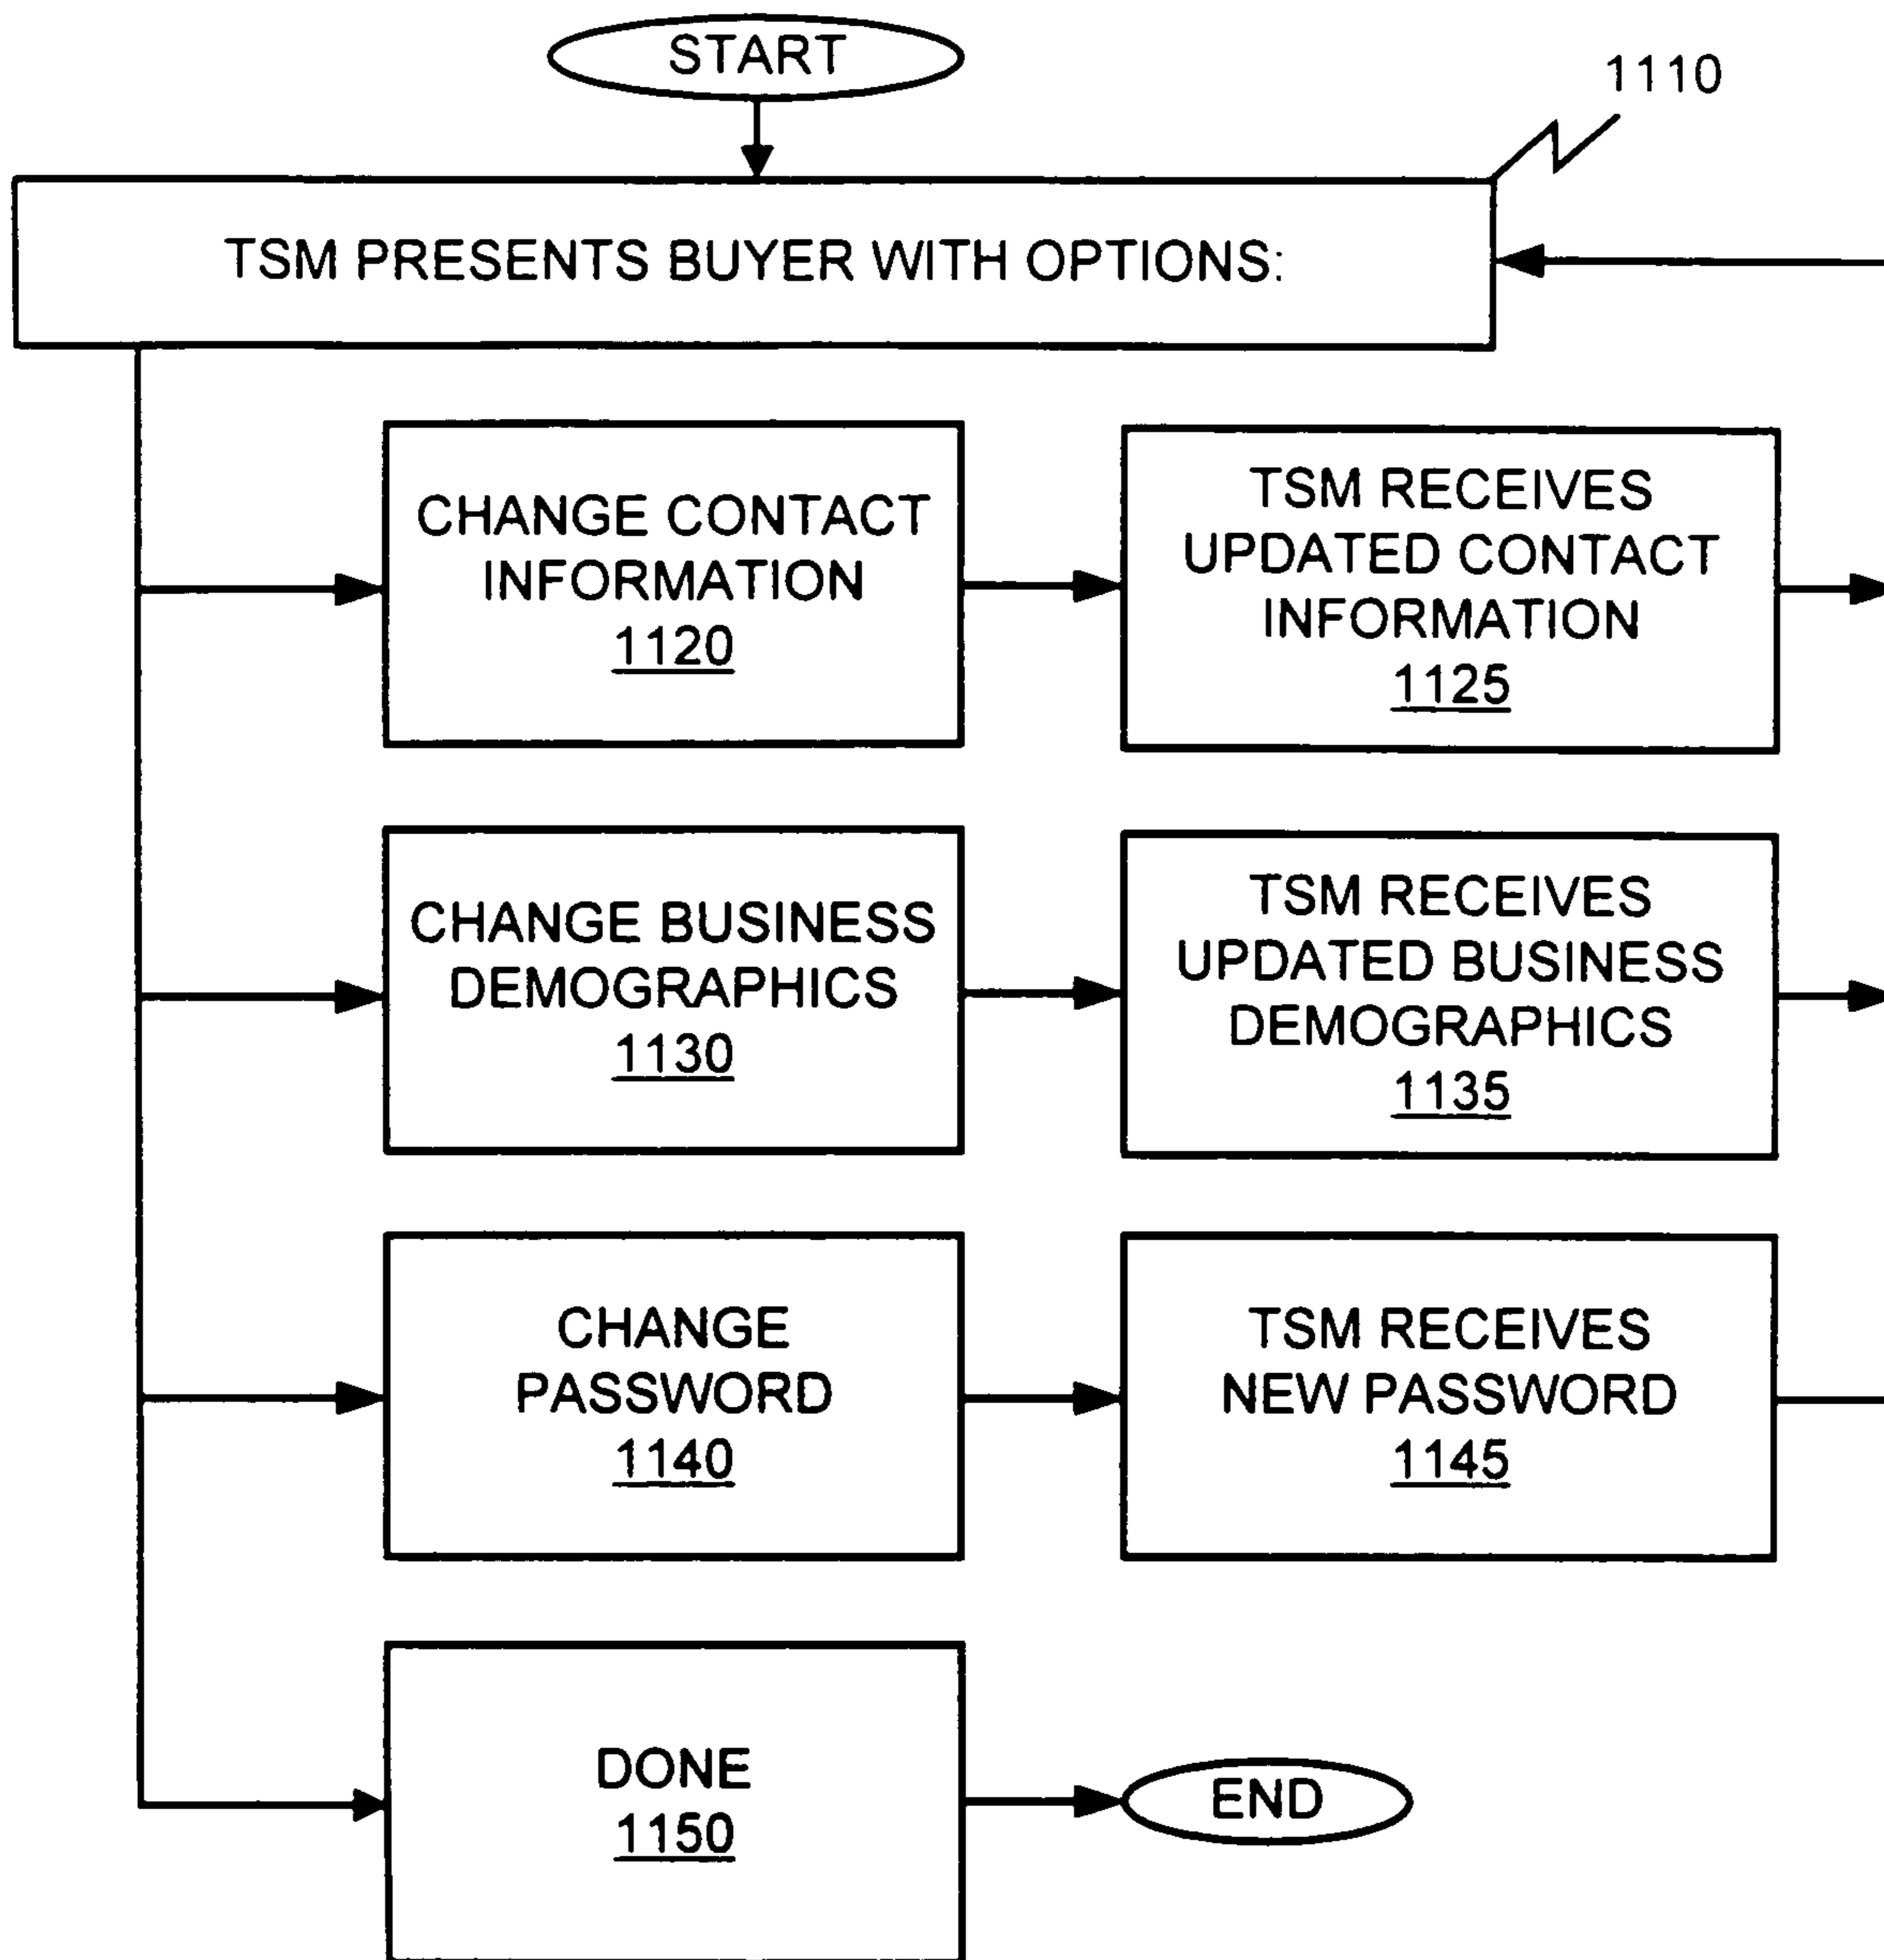 START
1110
TSM PRESENTS BUYER WITH OPTIONS:
CHANGE CONTACT
INFORMATION
1120
TSM RECEIVES
UPDATED CONTACT
INFORMATION
1125
CHANGE BUSINESS
DEMOGRAPHICS
1130
TSM RECEIVES
UPDATED BUSINESS
DEMOGRAPHICS
1135
CHANGE
PASSWORD
1140
TSM RECEIVES
NEW PASSWORD
1145
DONE
1150
END